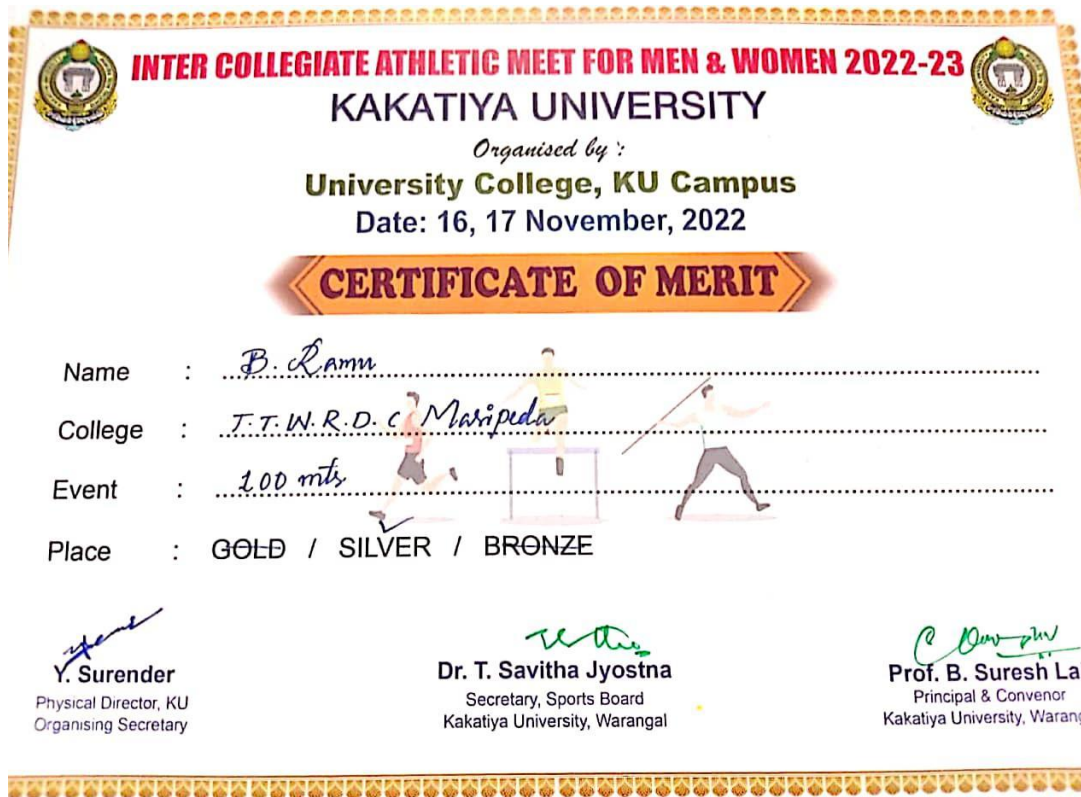 INTER COLLEGIATE ATHLETIC MEET FOR MEN & WOMEN 2022-23
KAKATIYA UNIVERSITY
Organised by :
University College, KU Campus
Date: 16, 17 November, 2022
CERTIFICATE OF MERIT
Name : B. Ramu
College : T.T.W.R.D.C Maripeda
Event : 100 mts
Place : GOLD / SILVER / BRONZE
Y. Surender
Physical Director, KU
Organising Secretary
Dr. T. Savitha Jyostna
Secretary, Sports Board
Kakatiya University, Warangal
Prof. B. Suresh La
Principal & Convenor
Kakatiya University, Warang